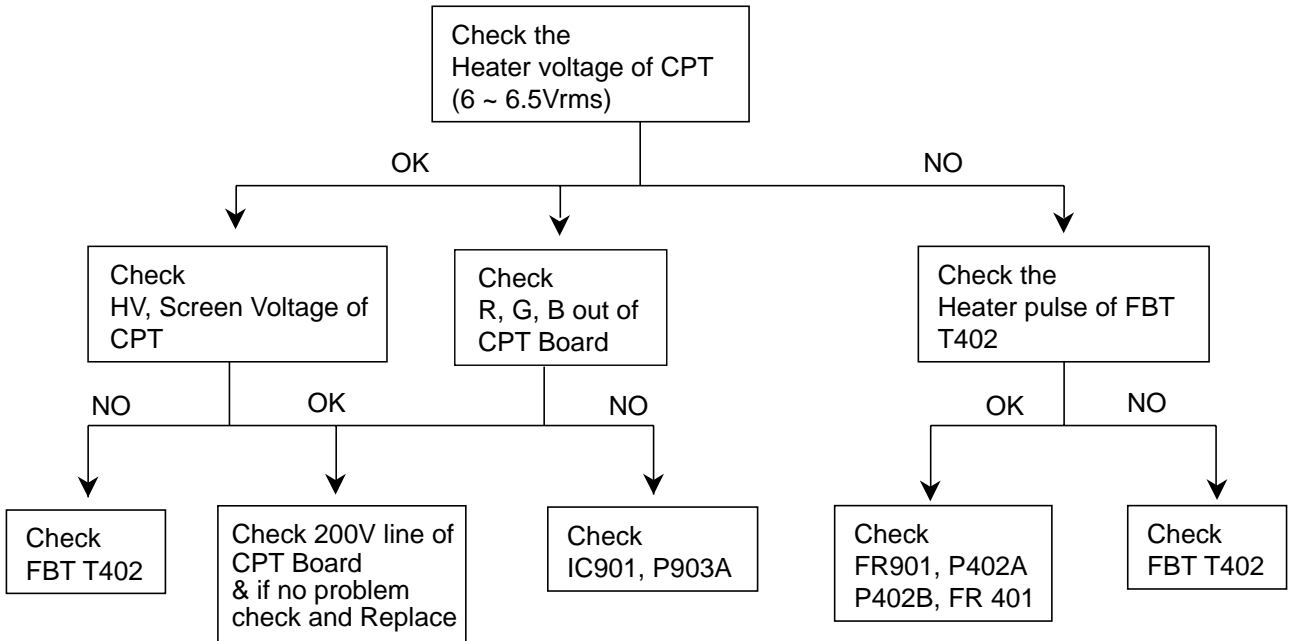 Check the
Heater voltage of CPT
(6 ~ 6.5Vrms)
OK
NO
Check
HV, Screen Voltage of
CPT
Check
R, G, B out of
CPT Board
Check the
Heater pulse of FBT
T402
NO
OK
NO
OK
NO
Check
FBT T402
Check 200V line of
CPT Board
& if no problem
check and Replace
Check
IC901, P903A
Check
FR901, P402A
P402B, FR 401
Check
FBT T402